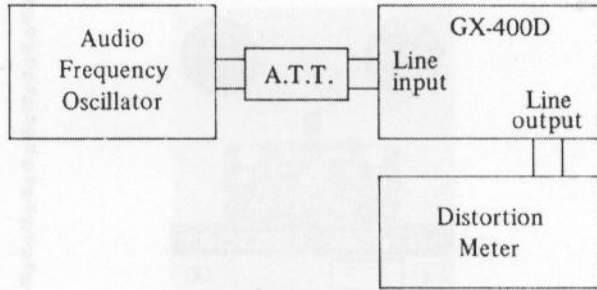 Audio
Frequency
Oscillator
A.T.T.
GX-400D
Line
input
Line
output
Distortion
Meter